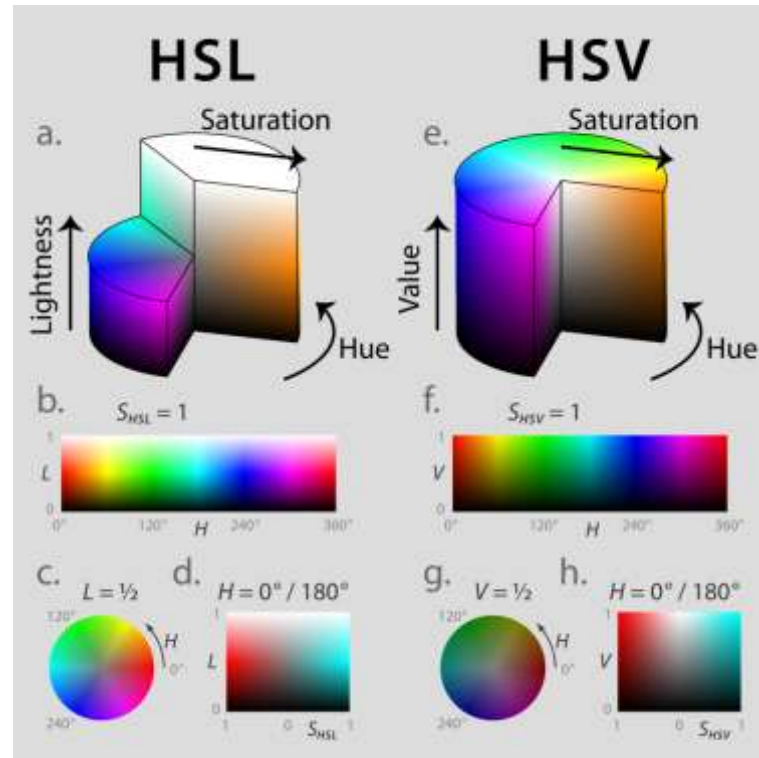 HSL
HSV
a.
Saturation
Lightness
Hue
e.
Saturation
Value
Hue
b.
S_HSL = 1
1
L
0
0°
120°
H
240°
360°
f.
S_HSV = 1
1
V
0
0°
120°
H
240°
360°
c.
L = ½
120°
H
0°
240°
d.
H = 0° / 180°
1
L
0
1
0
S_HSL
1
g.
V = ½
120°
H
0°
240°
h.
H = 0° / 180°
1
V
0
1
0
S_HSV
1